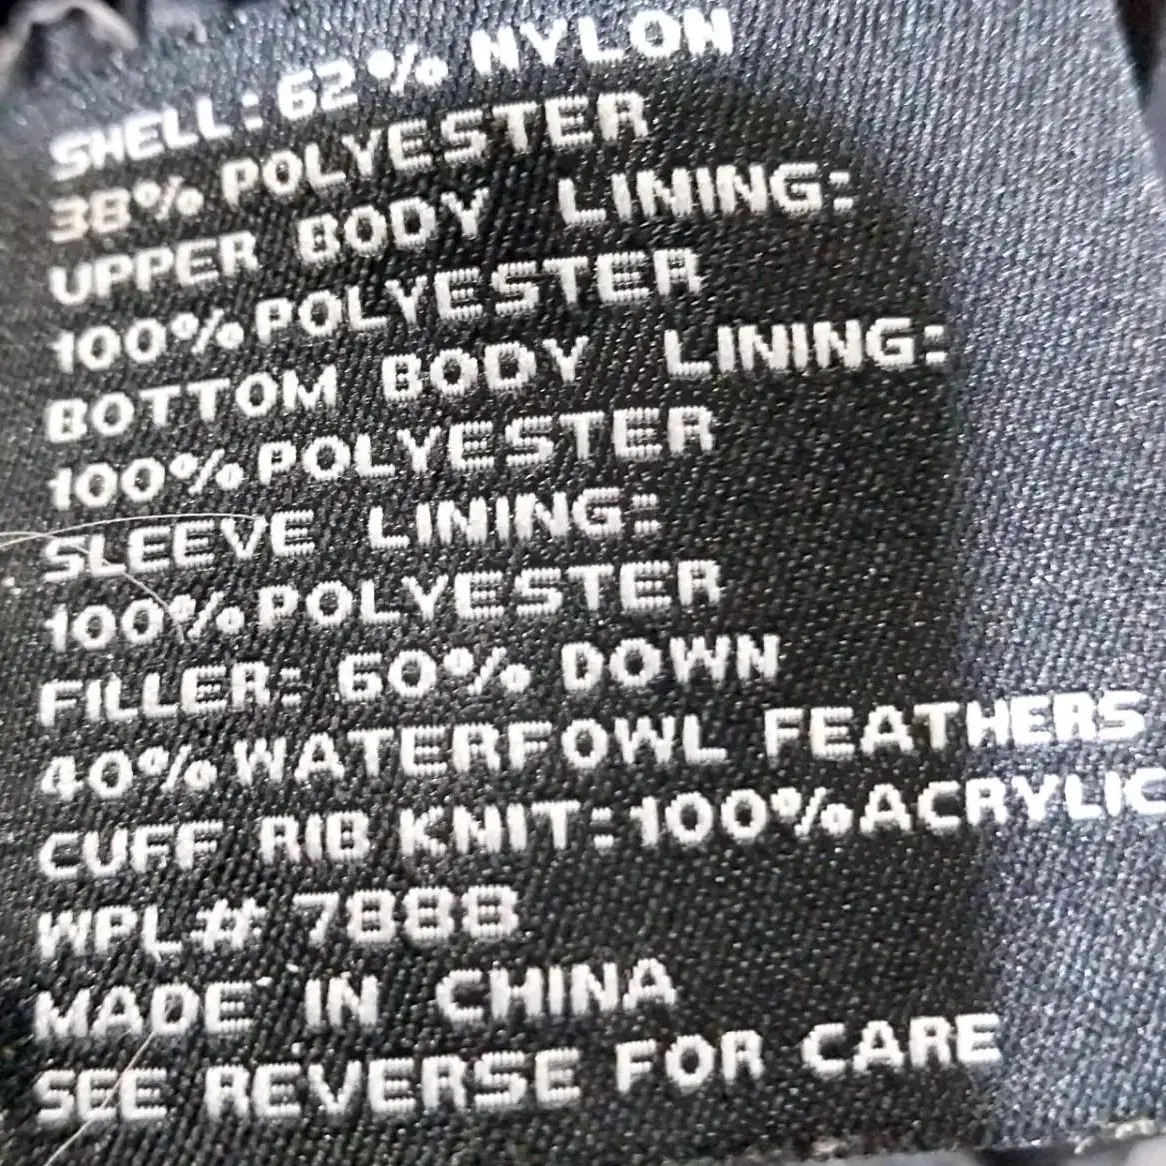 SHELL: 62% NYLON
38% POLYESTER
UPPER BODY LINING:
100% POLYESTER
BOTTOM BODY LINING:
100% POLYESTER
SLEEVE LINING:
100% POLYESTER
FILLER: 60% DOWN
40% WATERFOWL FEATHERS
CUFF RIB KNIT: 100% ACRYLIC
WPL# 7888
MADE IN CHINA
SEE REVERSE FOR CARE